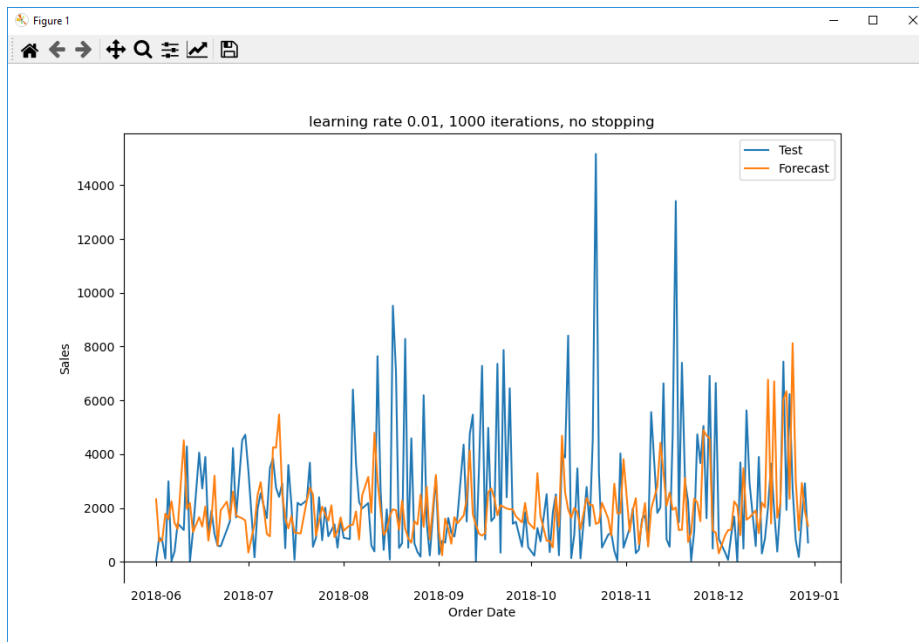 Figure 1
learning rate 0.01, 1000 iterations, no stopping
Test
Forecast
14000
12000
10000
8000
6000
4000
2000
0
Sales
2018-06 2018-07 2018-08 2018-09 2018-10 2018-11 2018-12 2019-01
Order Date